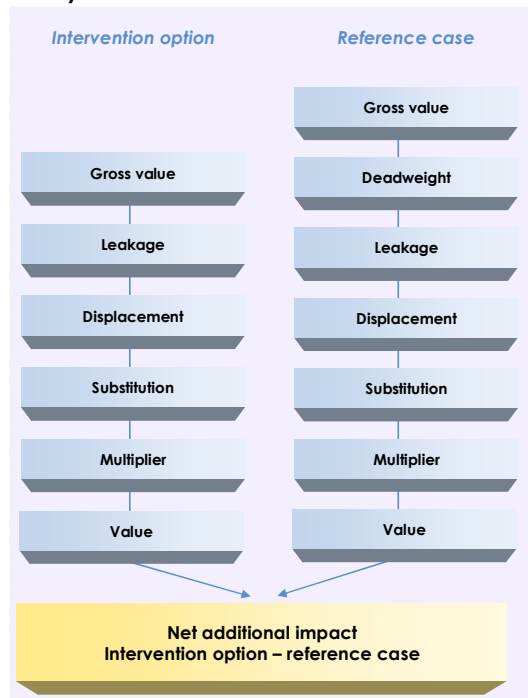 Intervention option
Reference case
Gross value
Gross value
Deadweight
Leakage
Leakage
Displacement
Displacement
Substitution
Substitution
Multiplier
Multiplier
Value
Value
Net additional impact
Intervention option – reference case